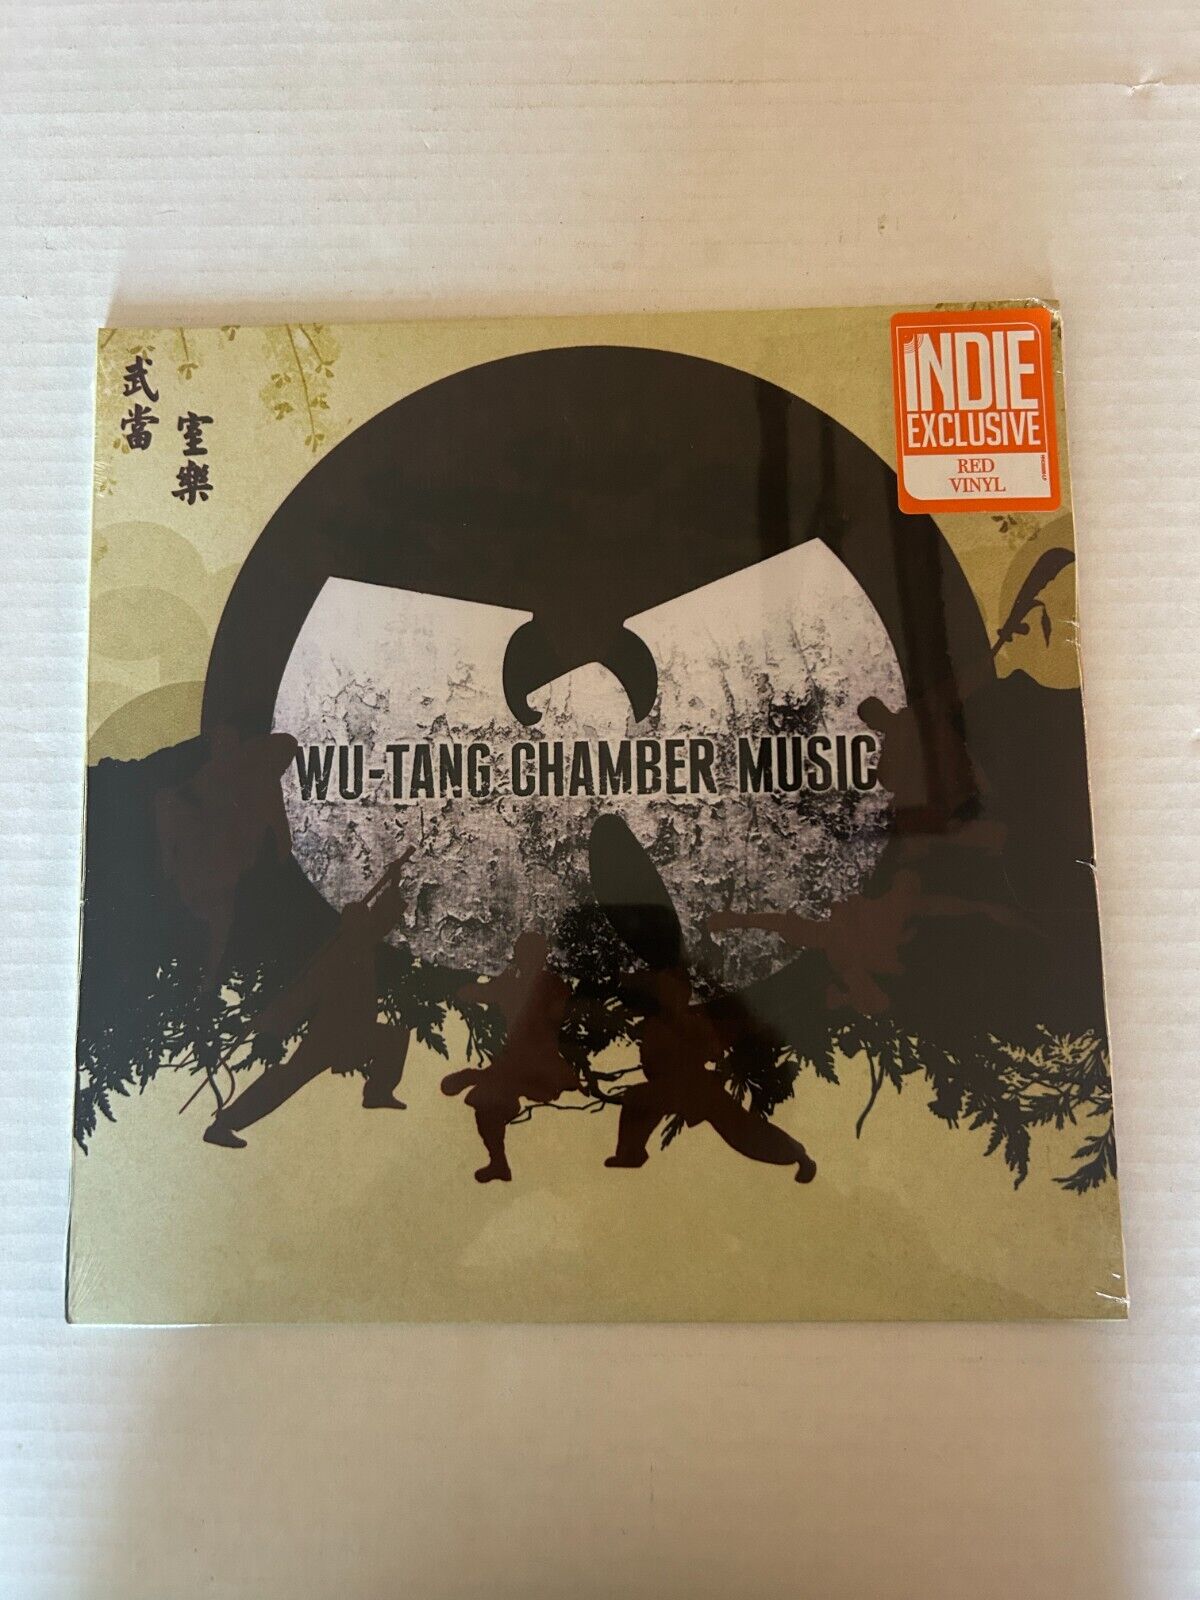 武當
室樂
INDIE
EXCLUSIVE
RED
VINYL
WU-TANG CHAMBER MUSIC